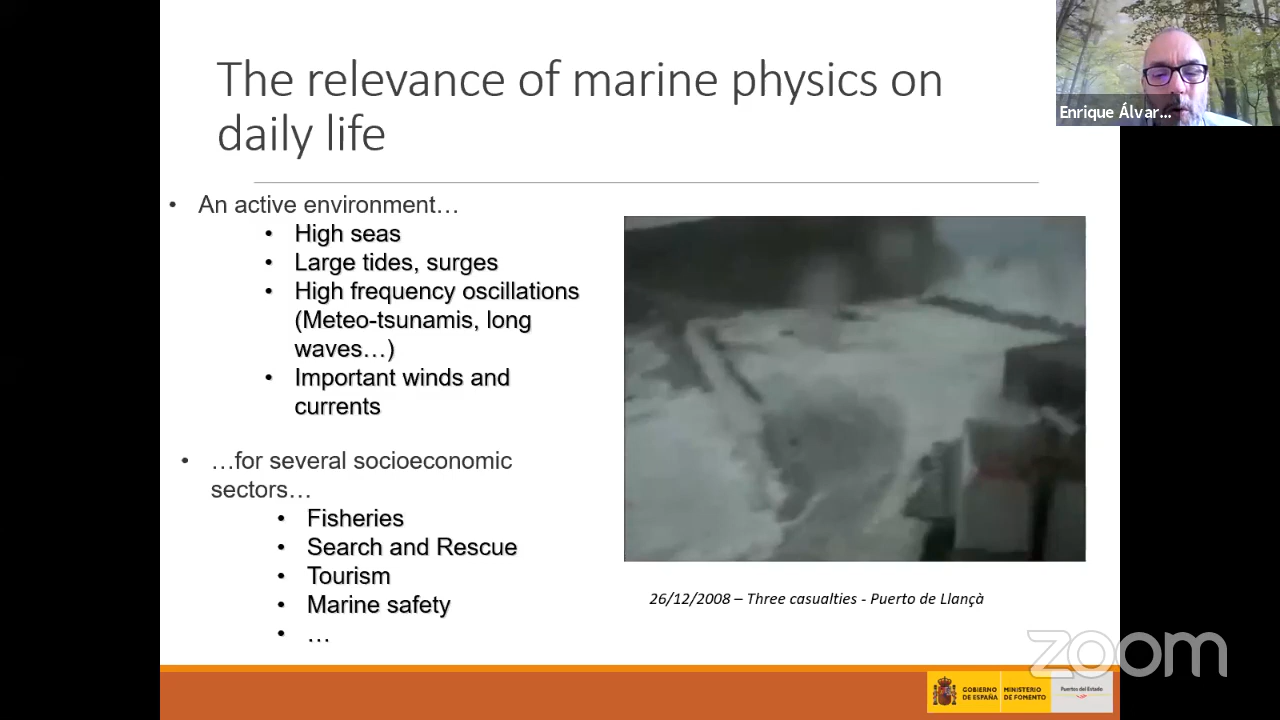 The relevance of marine physics on
daily life
Enrique Álvar...
• An active environment…
• High seas
• Large tides, surges
• High frequency oscillations
(Meteo-tsunamis, long
waves…)
• Important winds and
currents
• …for several socioeconomic
sectors…
• Fisheries
• Search and Rescue
• Tourism
• Marine safety
• …
26/12/2008 – Three casualties - Puerto de Llançà
zoom
GOBIERNO
DE ESPAÑA
MINISTERIO
DE FOMENTO
Puertos del Estado